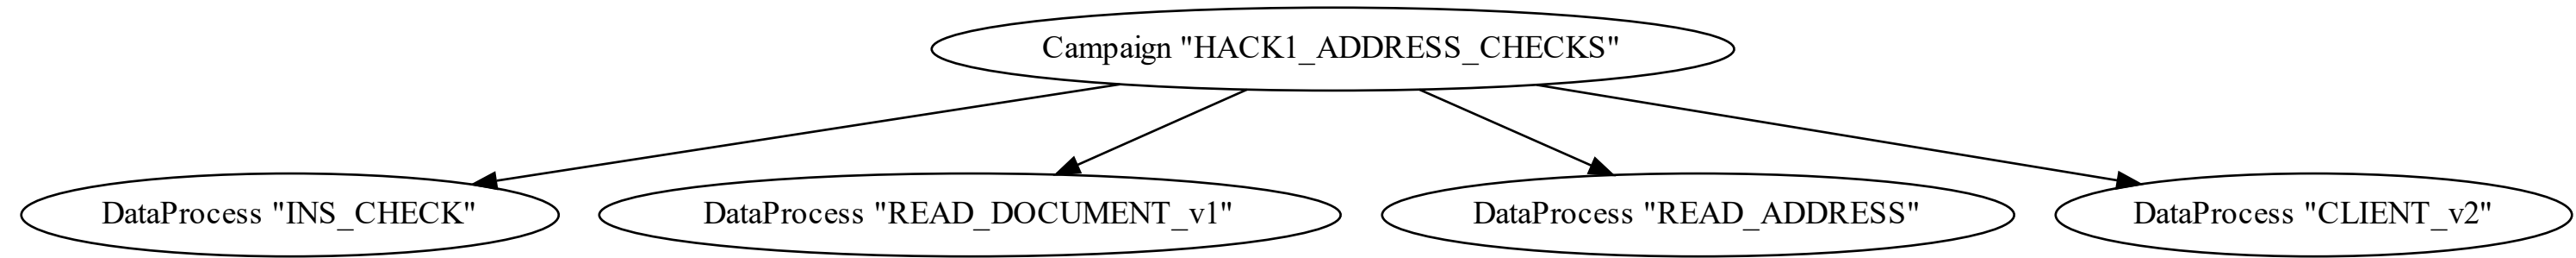 Campaign "HACK1_ADDRESS_CHECKS"
DataProcess "INS_CHECK"
DataProcess "READ_DOCUMENT_v1"
DataProcess "READ_ADDRESS"
DataProcess "CLIENT_v2"